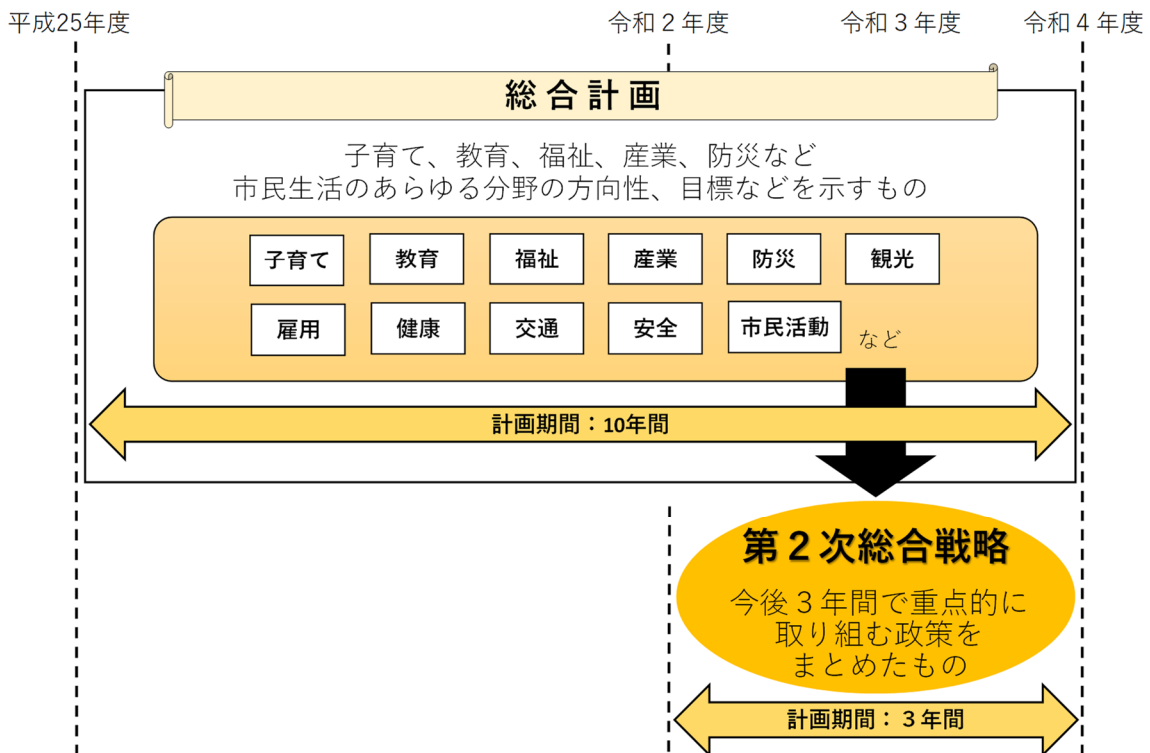 平成25年度 令和２年度 令和３年度 令和４年度
総合計画
子育て、教育、福祉、産業、防災など
市民生活のあらゆる分野の方向性、目標などを示すもの
子育て 教育 福祉 産業 防災 観光
雇用 健康 交通 安全 市民活動 など
計画期間：10年間
第２次総合戦略
今後３年間で重点的に
取り組む政策を
まとめたもの
計画期間：３年間